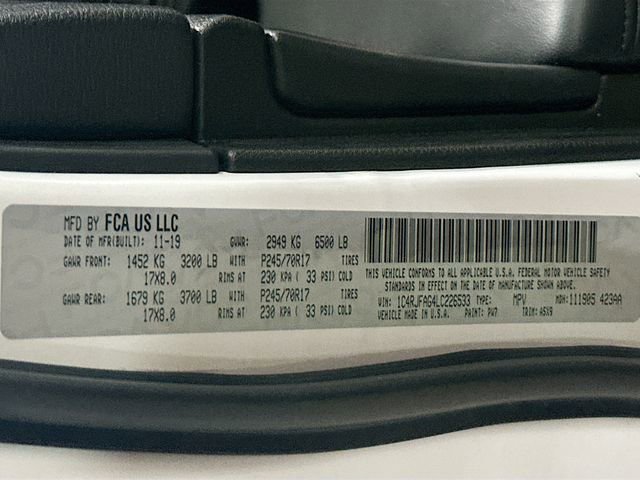 MFD BY FCA US LLC
DATE OF MFR(BUILT): 11-19 GVWR: 2949 KG 6500 LB
GAWR FRONT: 1452 KG 3200 LB WITH P245/70R17 TIRES
17X8.0 RIMS AT 230 KPA ( 33 PSI) COLD
GAWR REAR: 1679 KG 3700 LB WITH P245/70R17 TIRES
17X8.0 RIMS AT 230 KPA ( 33 PSI) COLD
THIS VEHICLE CONFORMS TO ALL APPLICABLE U.S.A. FEDERAL MOTOR VEHICLE SAFETY
STANDARDS IN EFFECT ON THE DATE OF MANUFACTURE SHOWN ABOVE.
VIN: 1C4RJFAG4LC226533 TYPE: MPV MDH: 111905 423AA
VEHICLE MADE IN U.S.A. PAINT: PW7 TRIM: A5X9